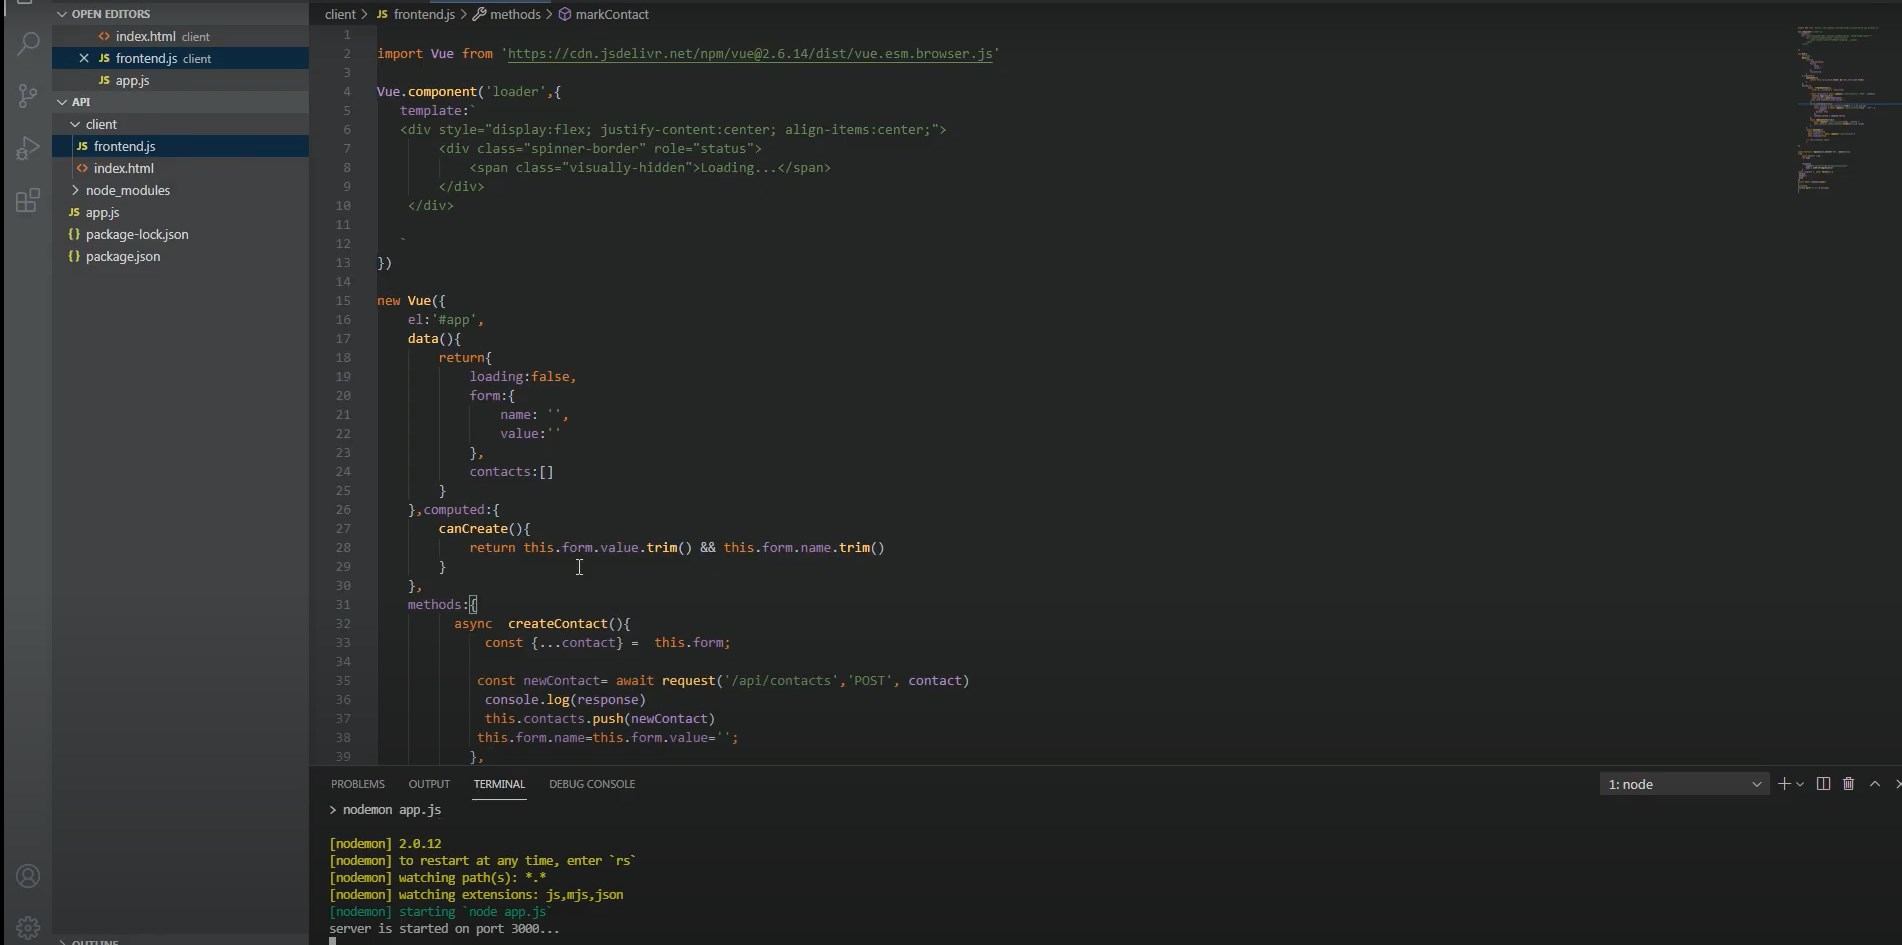 OPEN EDITORS
index.html client
frontend.js client
app.js
API
client
frontend.js
index.html
node_modules
app.js
package-lock.json
package.json
client > JS frontend.js > methods > markContact
1
2 import Vue from 'https://cdn.jsdelivr.net/npm/vue@2.6.14/dist/vue.esm.browser.js'
3
4 Vue.component('loader',{
5 template:`
6 <div style="display:flex; justify-content:center; align-items:center;">
7 <div class="spinner-border" role="status">
8 <span class="visually-hidden">Loading...</span>
9 </div>
10 </div>
11
12 `
13 })
14
15 new Vue({
16 el:'#app',
17 data(){
18 return{
19 loading:false,
20 form:{
21 name: '',
22 value:''
23 },
24 contacts:[]
25 }
26 },computed:{
27 canCreate(){
28 return this.form.value.trim() && this.form.name.trim()
29 }
30 },
31 methods:{
32 async createContact(){
33 const {...contact} = this.form;
34
35 const newContact= await request('/api/contacts','POST', contact)
36 console.log(response)
37 this.contacts.push(newContact)
38 this.form.name=this.form.value='';
39 },
PROBLEMS OUTPUT TERMINAL DEBUG CONSOLE 1: node
> nodemon app.js
[nodemon] 2.0.12
[nodemon] to restart at any time, enter `rs`
[nodemon] watching path(s): *.*
[nodemon] watching extensions: js,mjs,json
[nodemon] starting `node app.js`
server is started on port 3000...
OUTLINE